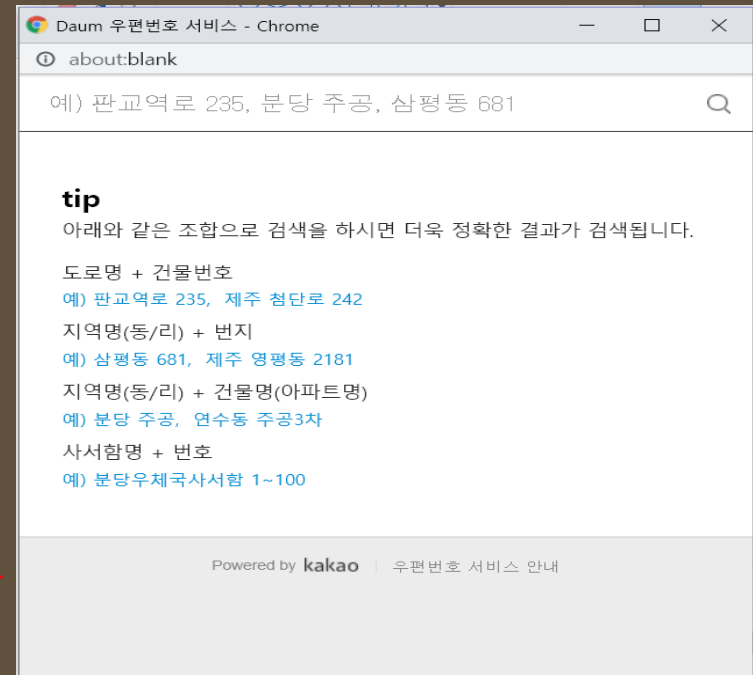 Daum 우편번호 서비스 - Chrome
about:blank
예) 판교역로 235, 분당 주공, 삼평동 681
tip
아래와 같은 조합으로 검색을 하시면 더욱 정확한 결과가 검색됩니다.
도로명 + 건물번호
예) 판교역로 235, 제주 첨단로 242
지역명(동/리) + 번지
예) 삼평동 681, 제주 영평동 2181
지역명(동/리) + 건물명(아파트명)
예) 분당 주공, 연수동 주공3차
사서함명 + 번호
예) 분당우체국사서함 1~100
Powered by kakao 우편번호 서비스 안내